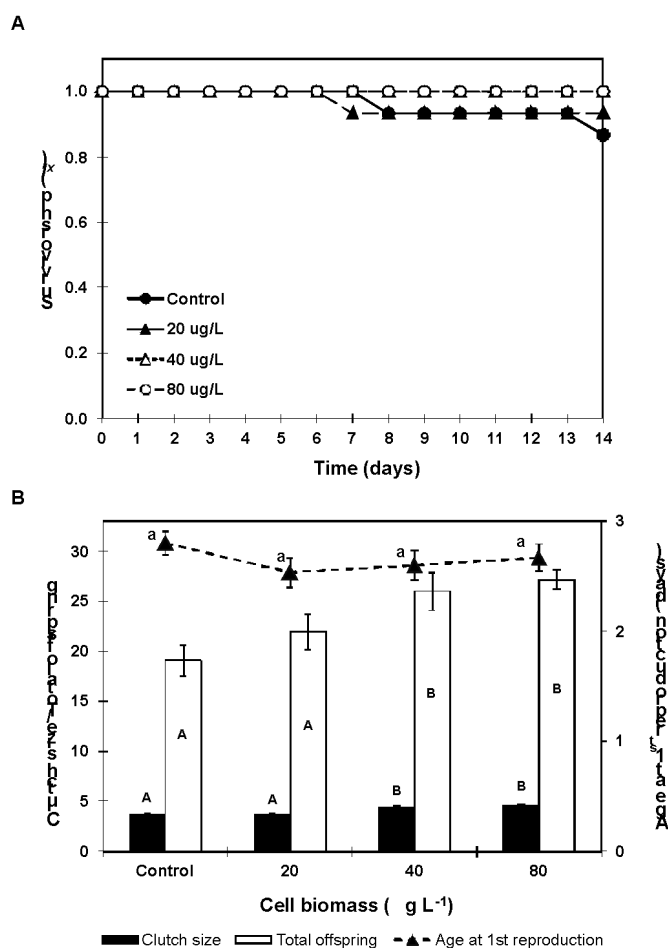 A
1.0
0.8
0.6
0.4
0.2
0.0
Control
20 ug/L
40 ug/L
80 ug/L
0 1 2 3 4 5 6 7 8 9 10 11 12 13 14
Time (days)
B
30
25
20
15
10
5
0
3
2
1
0
a
a
a
a
A
A
A
A
B
B
B
B
Control 20 40 80
Cell biomass ( g L-1)
Clutch size Total offspring Age at 1st reproduction